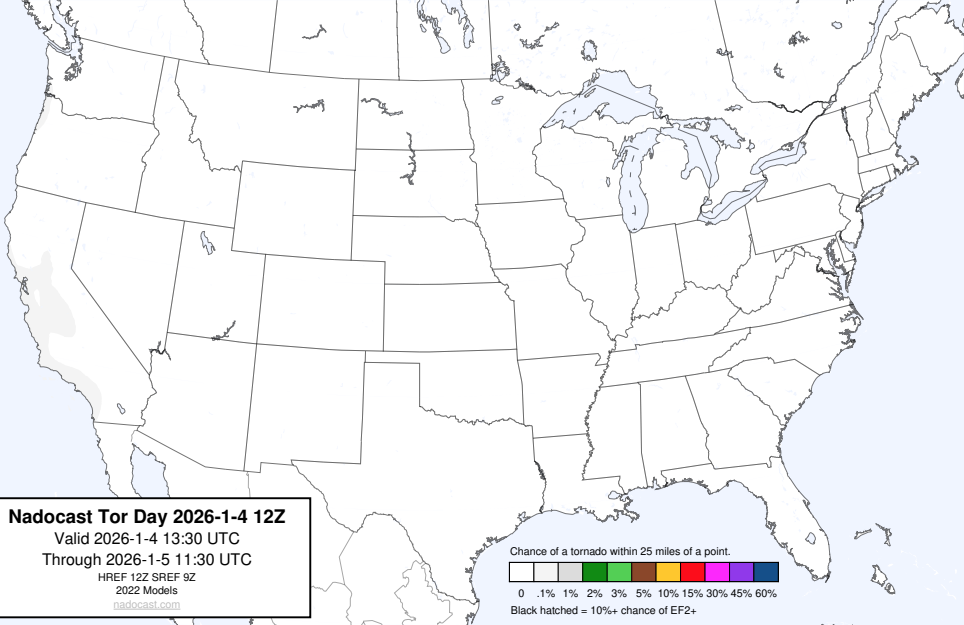 Nadocast Tor Day 2026-1-4 12Z
Valid 2026-1-4 13:30 UTC
Through 2026-1-5 11:30 UTC
HREF 12Z SREF 9Z
2022 Models
nadocast.com
Chance of a tornado within 25 miles of a point.
0 .1% 1% 2% 3% 5% 10% 15% 30% 45% 60%
Black hatched = 10%+ chance of EF2+